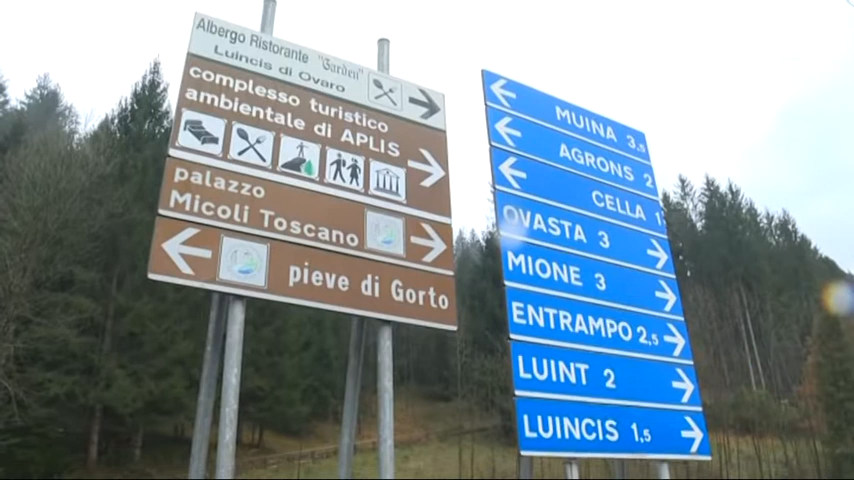 Albergo Ristorante "Garden"
Luincis di Ovaro
complesso turistico
ambientale di APLIS
palazzo
Micoli Toscano
pieve di Gorto
MUINA 3,5
AGRONS 2
CELLA 1
OVASTA 3
MIONE 3
ENTRAMPO 2,5
LUINT 2
LUINCIS 1,5